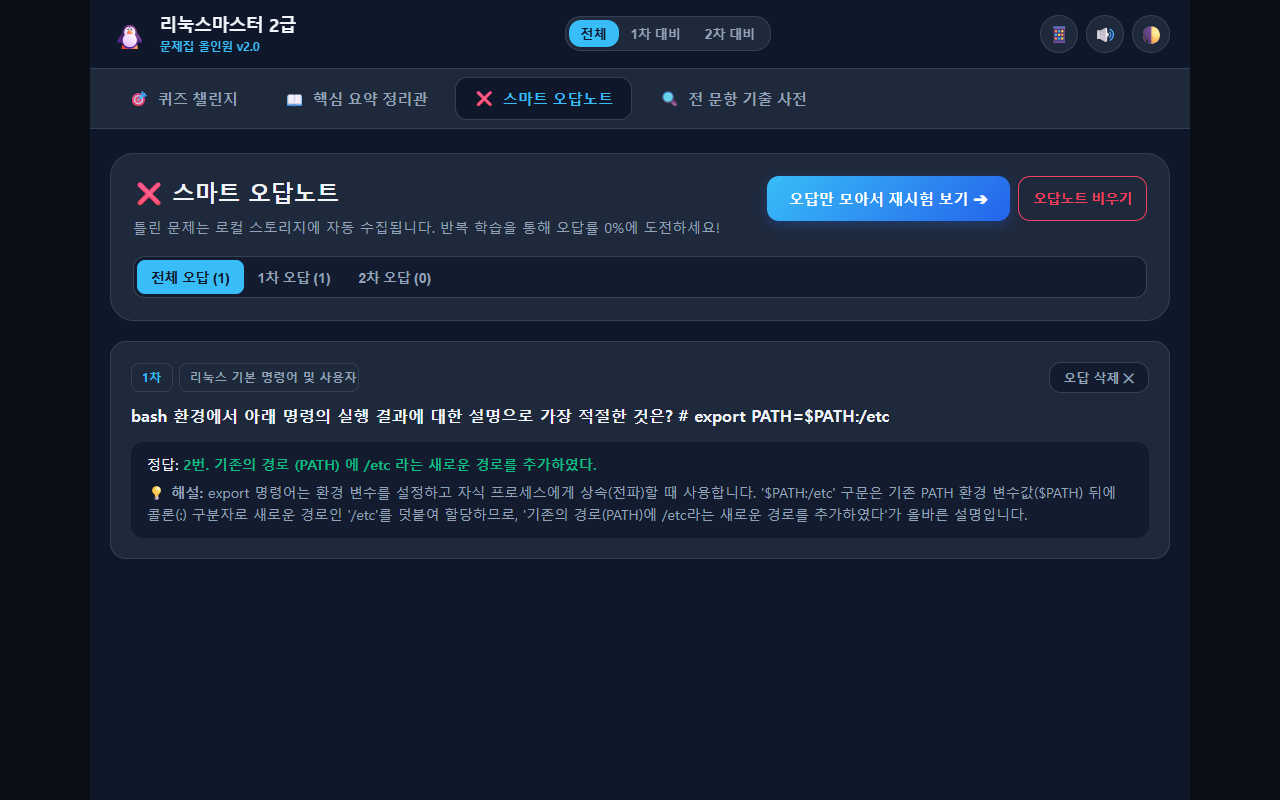 리눅스마스터 2급
문제집 올인원 v2.0
전체 1차 대비 2차 대비
퀴즈 챌린지 핵심 요약 정리관 스마트 오답노트 전 문항 기출 사전
스마트 오답노트
틀린 문제는 로컬 스토리지에 자동 수집됩니다. 반복 학습을 통해 오답률 0%에 도전하세요!
오답만 모아서 재시험 보기 ➔ 오답노트 비우기
전체 오답 (1) 1차 오답 (1) 2차 오답 (0)
1차 리눅스 기본 명령어 및 사용자 오답 삭제 ✕
bash 환경에서 아래 명령의 실행 결과에 대한 설명으로 가장 적절한 것은? # export PATH=$PATH:/etc
정답: 2번. 기존의 경로 (PATH) 에 /etc 라는 새로운 경로를 추가하였다.
해설: export 명령어는 환경 변수를 설정하고 자식 프로세스에게 상속(전파)할 때 사용합니다. '$PATH:/etc' 구문은 기존 PATH 환경 변수값($PATH) 뒤에
콜론(:) 구분자로 새로운 경로인 '/etc'를 덧붙여 할당하므로, '기존의 경로(PATH)에 /etc라는 새로운 경로를 추가하였다'가 올바른 설명입니다.